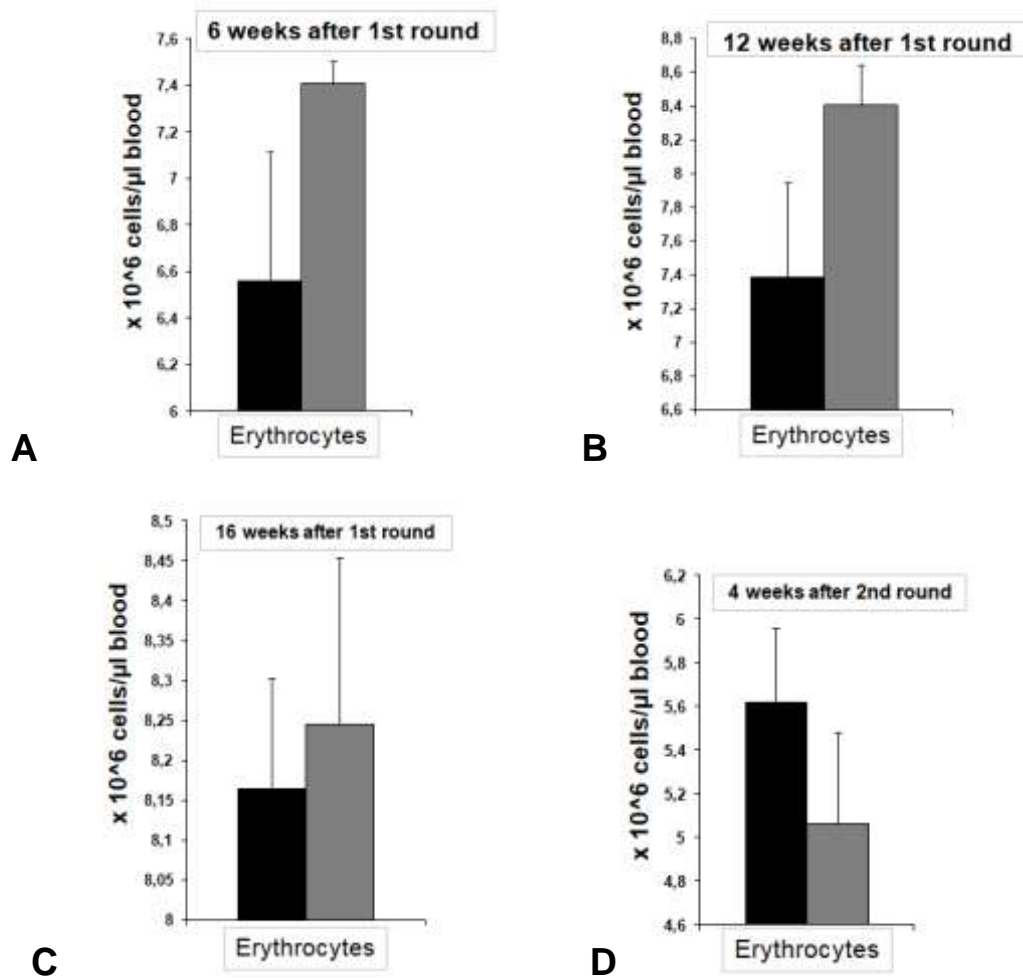 6 weeks after 1st round
7,6
7,4
7,2
7
6,8
6,6
6,4
6,2
6
x 10^6 cells/µl blood
Erythrocytes
A
12 weeks after 1st round
8,8
8,6
8,4
8,2
8
7,8
7,6
7,4
7,2
7
6,8
6,6
x 10^6 cells/µl blood
Erythrocytes
B
16 weeks after 1st round
8,5
8,45
8,4
8,35
8,3
8,25
8,2
8,15
8,1
8,05
8
x 10^6 cells/µl blood
Erythrocytes
C
4 weeks after 2nd round
6,2
6
5,8
5,6
5,4
5,2
5
4,8
4,6
x 10^6 cells/µl blood
Erythrocytes
D